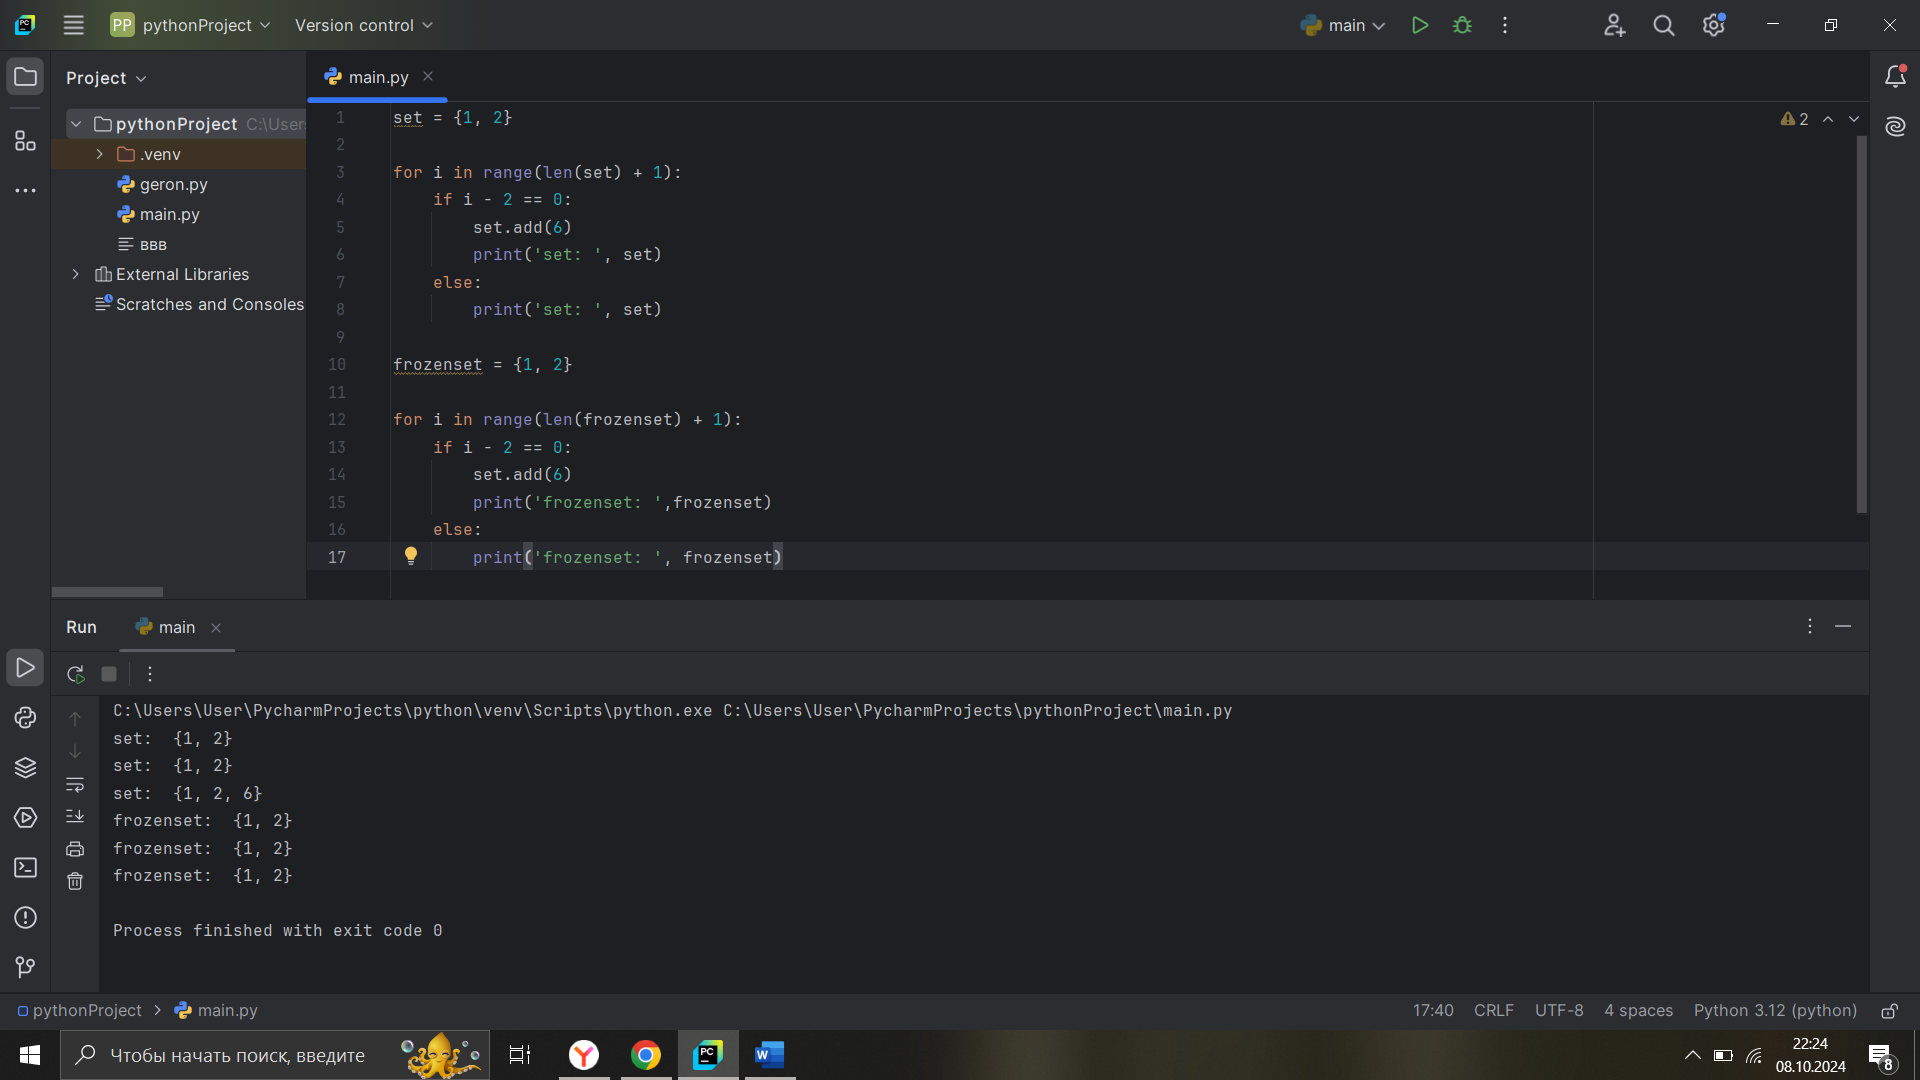 PP pythonProject Version control main
Project main.py
pythonProject C:\User
.venv
geron.py
main.py
ввв
External Libraries
Scratches and Consoles
2
1 set = {1, 2}
2
3 for i in range(len(set) + 1):
4 if i - 2 == 0:
5 set.add(6)
6 print('set: ', set)
7 else:
8 print('set: ', set)
9
10 frozenset = {1, 2}
11
12 for i in range(len(frozenset) + 1):
13 if i - 2 == 0:
14 set.add(6)
15 print('frozenset: ',frozenset)
16 else:
17 print('frozenset: ', frozenset)
Run main
C:\Users\User\PycharmProjects\python\venv\Scripts\python.exe C:\Users\User\PycharmProjects\pythonProject\main.py
set:  {1, 2}
set:  {1, 2}
set:  {1, 2, 6}
frozenset:  {1, 2}
frozenset:  {1, 2}
frozenset:  {1, 2}
Process finished with exit code 0
pythonProject main.py 17:40 CRLF UTF-8 4 spaces Python 3.12 (python)
Чтобы начать поиск, введите
22:24
08.10.2024
8